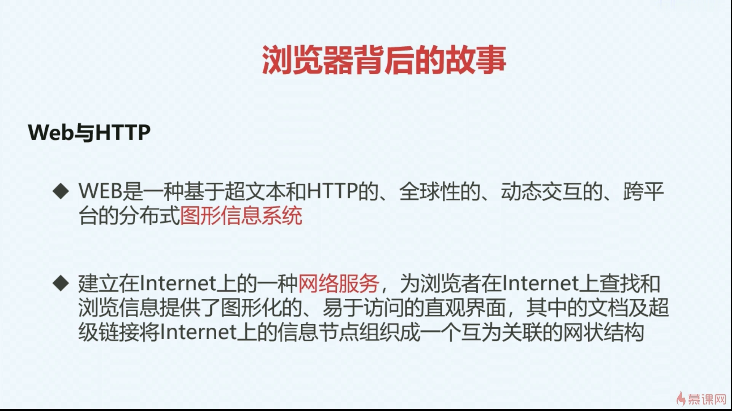 浏览器背后的故事
Web与HTTP
◆ WEB是一种基于超文本和HTTP的、全球性的、动态交互的、跨平
台的分布式图形信息系统
◆ 建立在Internet上的一种网络服务，为浏览者在Internet上查找和
浏览信息提供了图形化的、易于访问的直观界面，其中的文档及超
级链接将Internet上的信息节点组织成一个互为关联的网状结构
慕课网